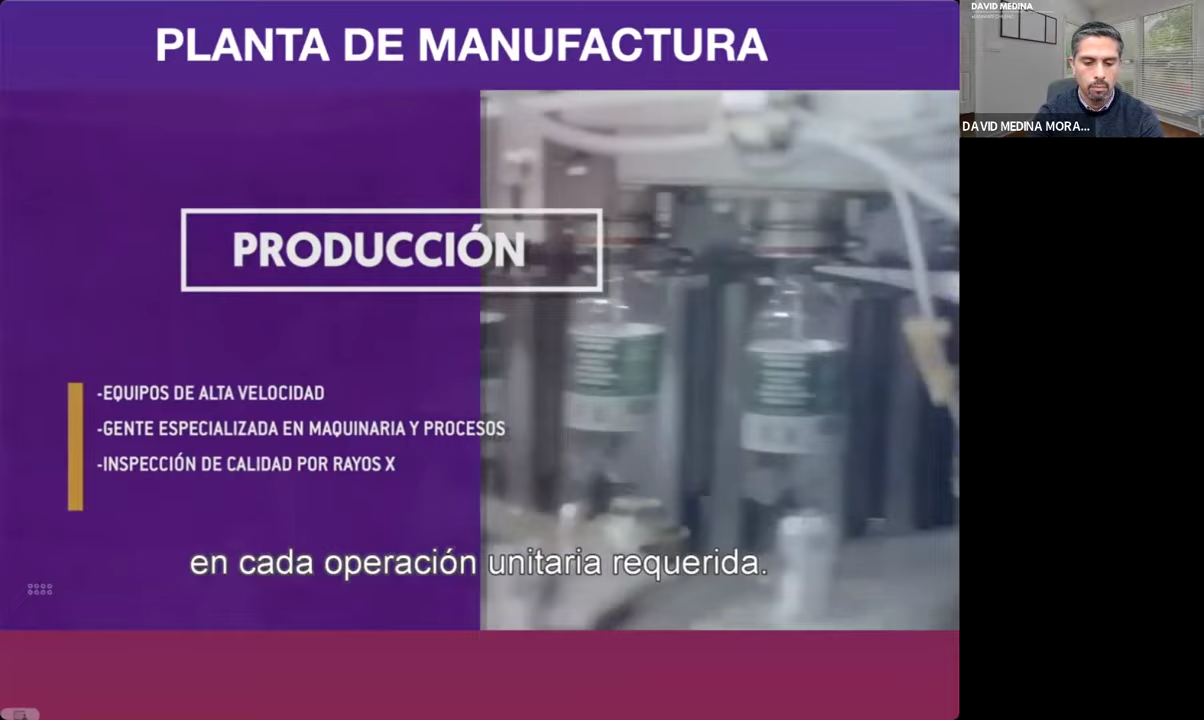 PLANTA DE MANUFACTURA
PRODUCCIÓN
-EQUIPOS DE ALTA VELOCIDAD
-GENTE ESPECIALIZADA EN MAQUINARIA Y PROCESOS
-INSPECCIÓN DE CALIDAD POR RAYOS X
en cada operación unitaria requerida.
DAVID MEDINA
DAVID MEDINA MORA...